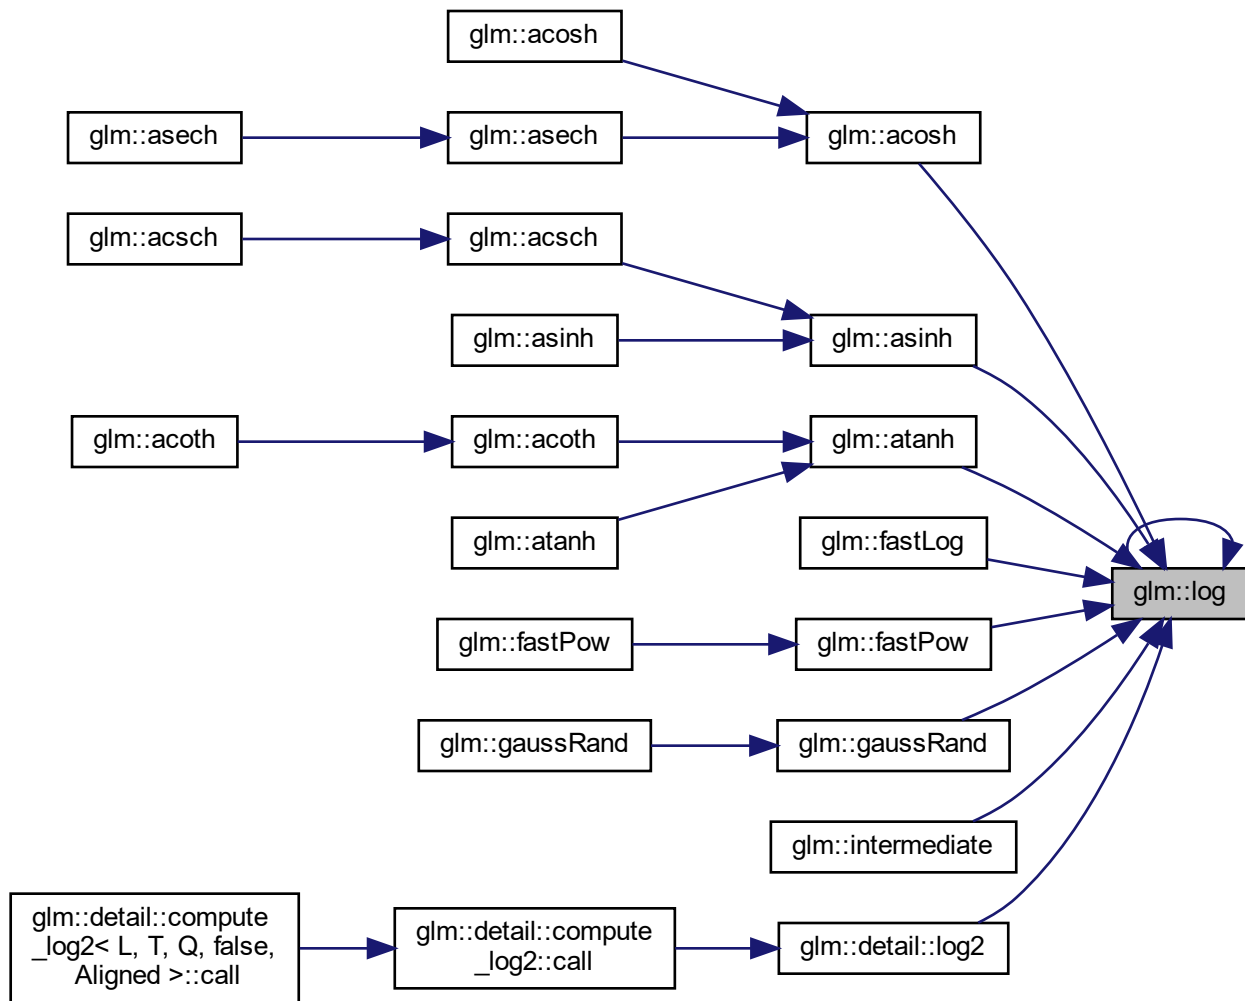 glm::acosh
glm::asech
glm::asech
glm::acosh
glm::acsch
glm::acsch
glm::asinh
glm::asinh
glm::acoth
glm::acoth
glm::atanh
glm::atanh
glm::fastLog
glm::log
glm::fastPow
glm::fastPow
glm::gaussRand
glm::gaussRand
glm::intermediate
glm::detail::compute
_log2< L, T, Q, false,
Aligned >::call
glm::detail::compute
_log2::call
glm::detail::log2